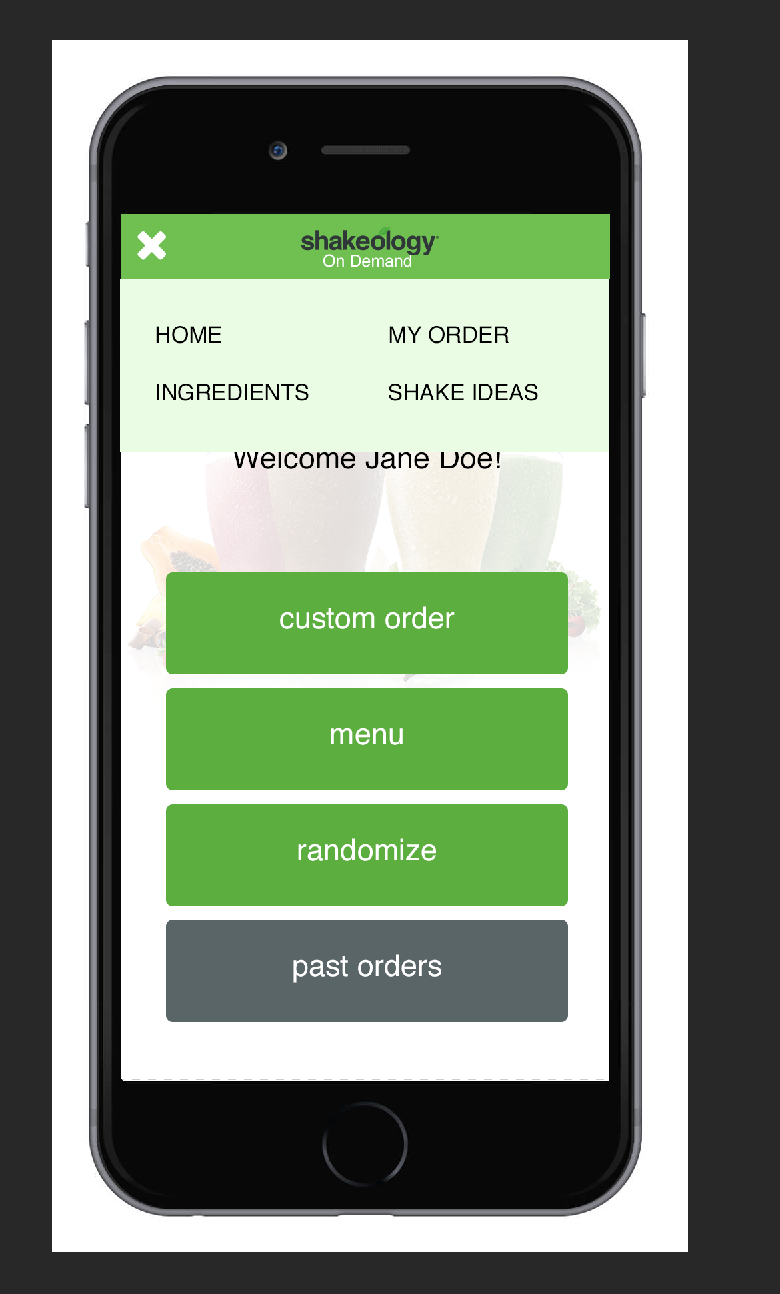 shakeology
On Demand
HOME MY ORDER
INGREDIENTS SHAKE IDEAS
Welcome Jane Doe!
custom order
menu
randomize
past orders